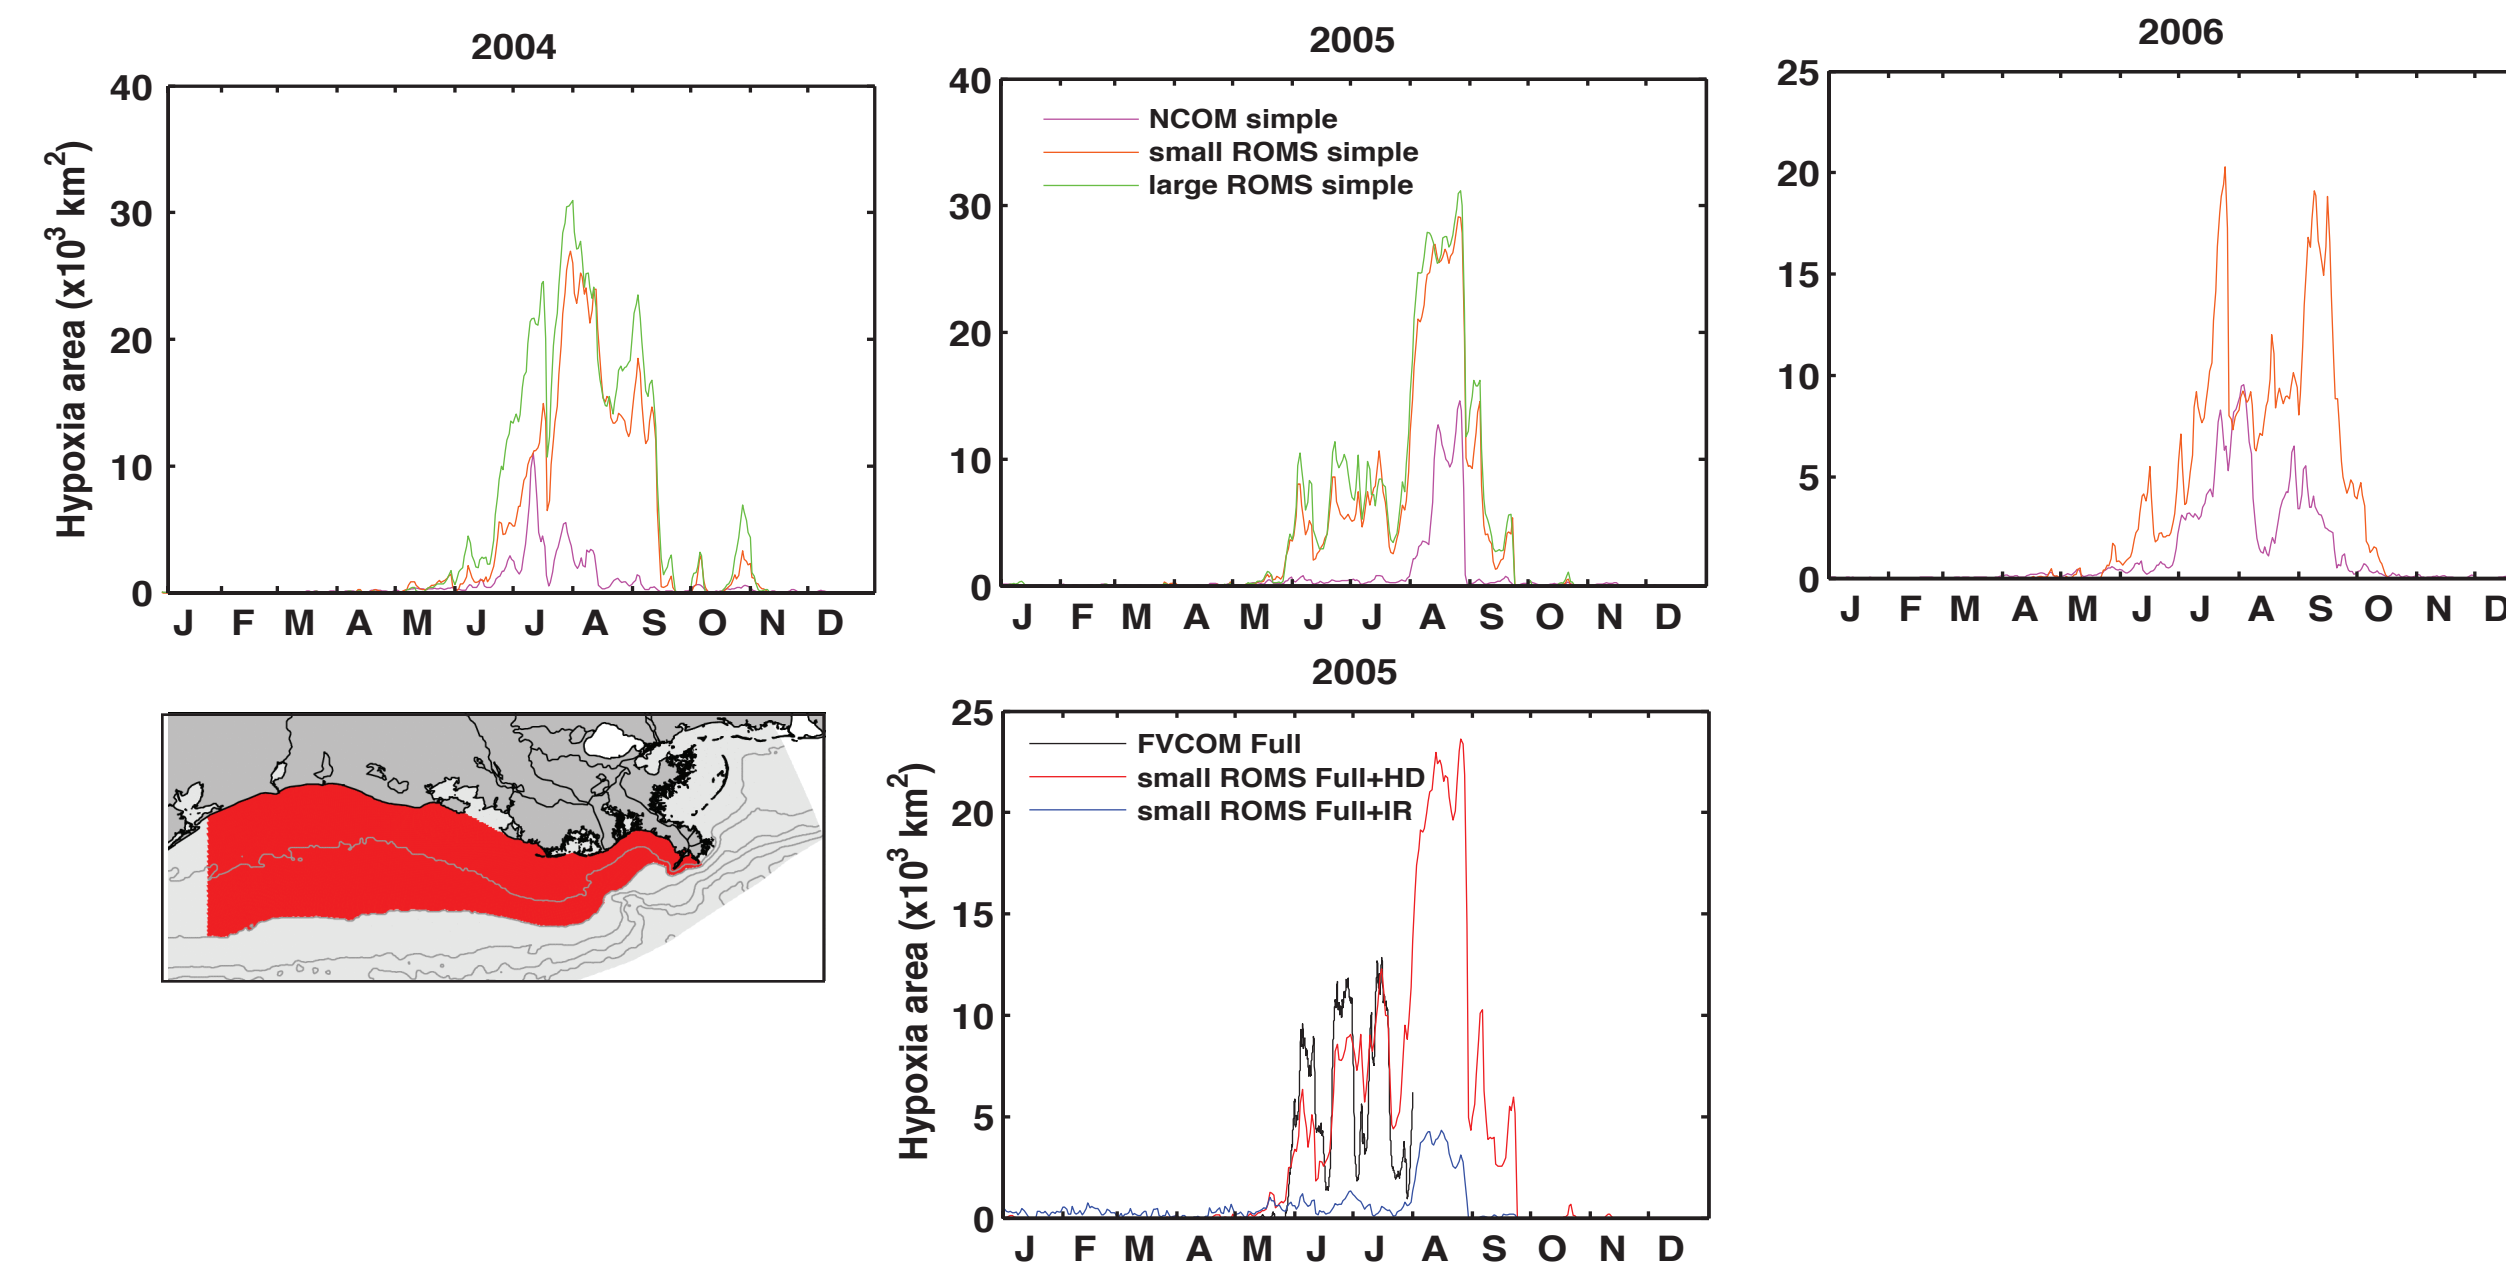 2004
2005
2006
40
30
20
10
0
Hypoxia area (x10³ km²)
J F M A M J J A S O N D
40
30
20
10
0
NCOM simple
small ROMS simple
large ROMS simple
J F M A M J J A S O N D
25
20
15
10
5
0
J F M A M J J A S O N D
2005
25
20
15
10
5
0
Hypoxia area (x10³ km²)
FVCOM Full
small ROMS Full+HD
small ROMS Full+IR
J F M A M J J A S O N D